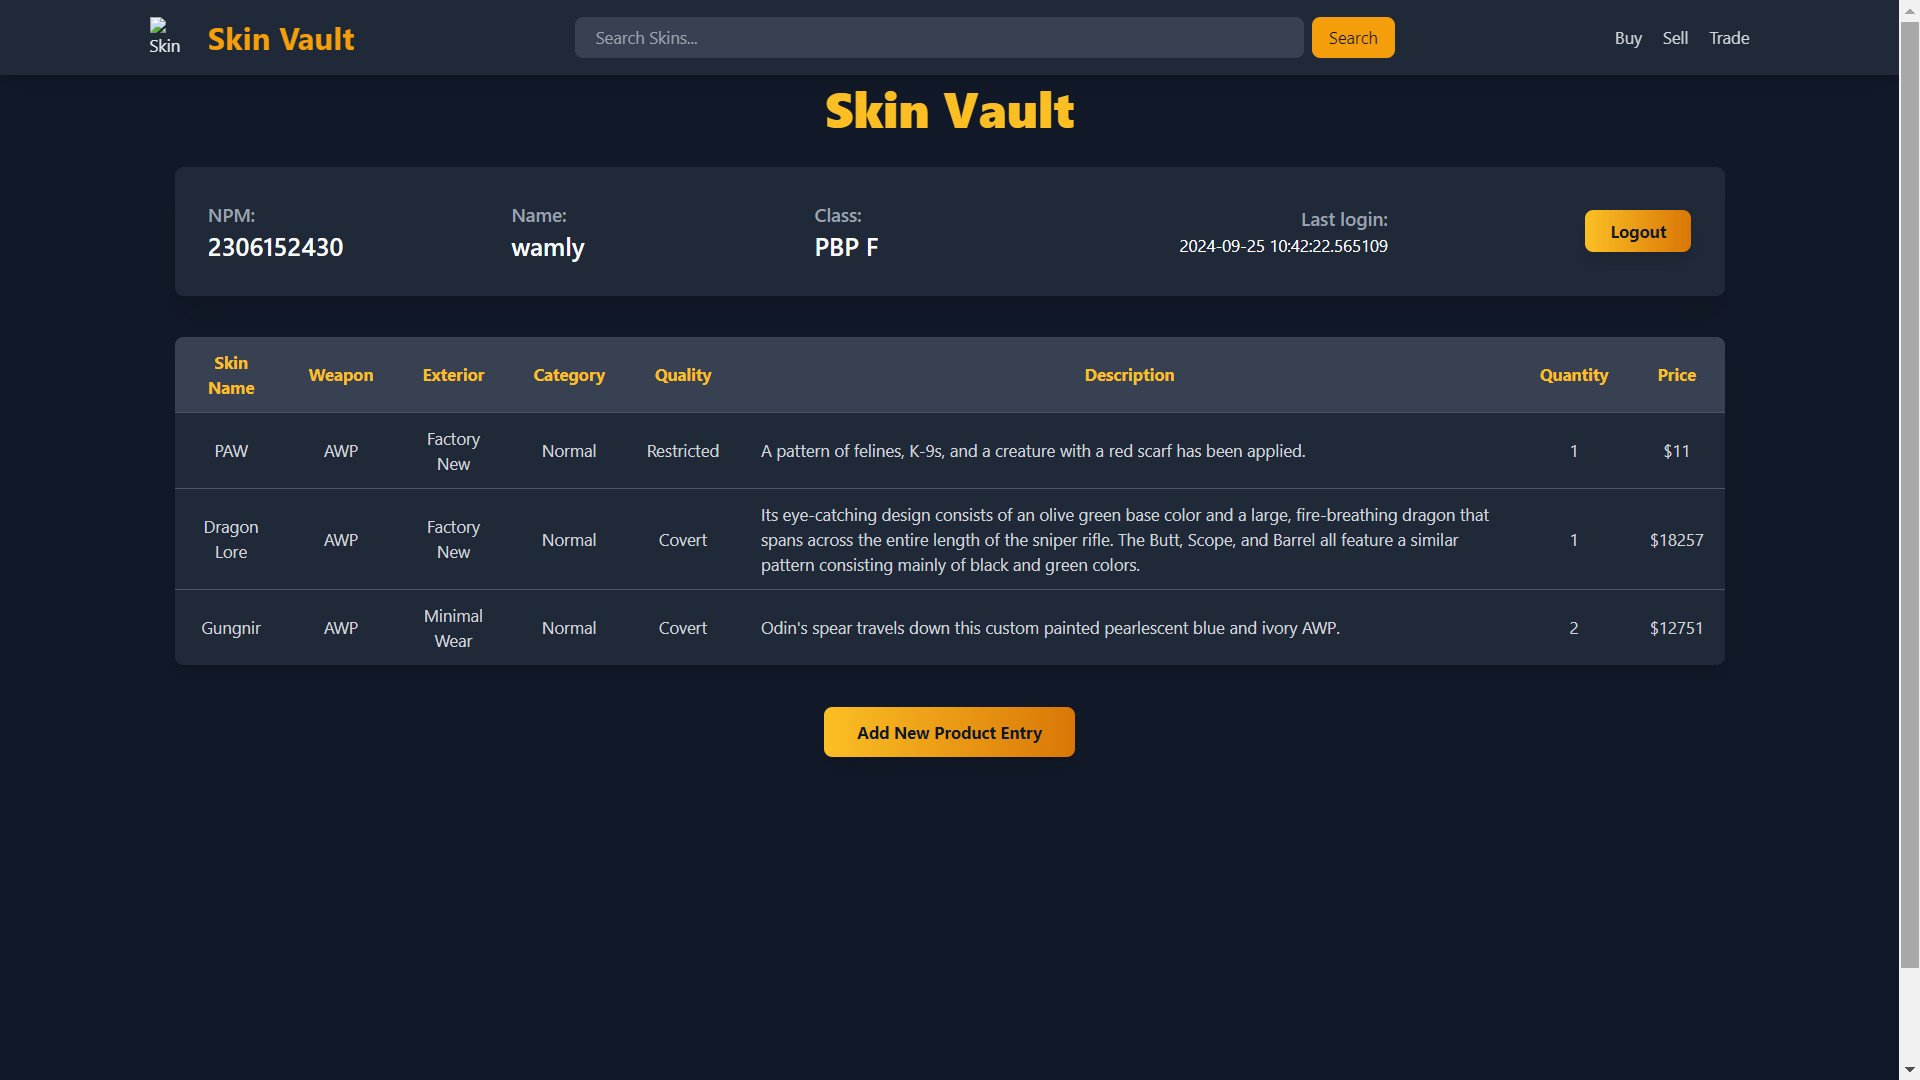 Skin
Skin Vault
Search Skins...
Search
Buy
Sell
Trade
Skin Vault
NPM:
2306152430
Name:
wamly
Class:
PBP F
Last login:
2024-09-25 10:42:22.565109
Logout
Skin
Name
Weapon
Exterior
Category
Quality
Description
Quantity
Price
PAW
AWP
Factory
New
Normal
Restricted
A pattern of felines, K-9s, and a creature with a red scarf has been applied.
1
$11
Dragon
Lore
AWP
Factory
New
Normal
Covert
Its eye-catching design consists of an olive green base color and a large, fire-breathing dragon that
spans across the entire length of the sniper rifle. The Butt, Scope, and Barrel all feature a similar
pattern consisting mainly of black and green colors.
1
$18257
Gungnir
AWP
Minimal
Wear
Normal
Covert
Odin's spear travels down this custom painted pearlescent blue and ivory AWP.
2
$12751
Add New Product Entry